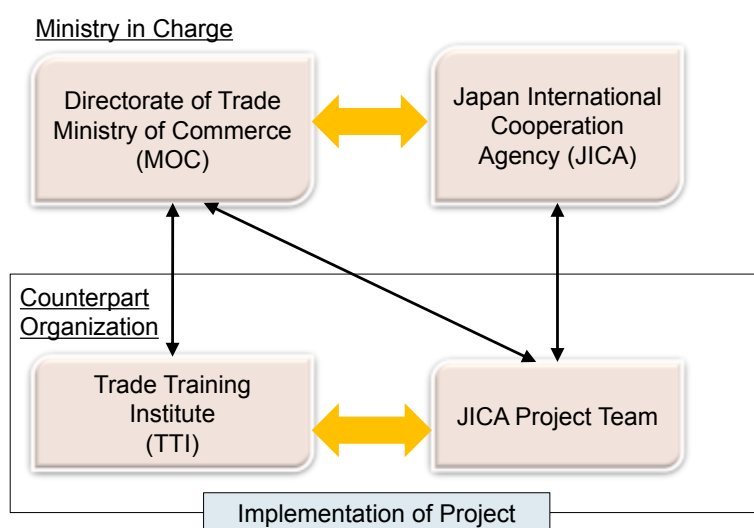 Ministry in Charge
Directorate of Trade
Ministry of Commerce
(MOC)
Japan International
Cooperation
Agency (JICA)
Counterpart
Organization
Trade Training
Institute
(TTI)
JICA Project Team
Implementation of Project